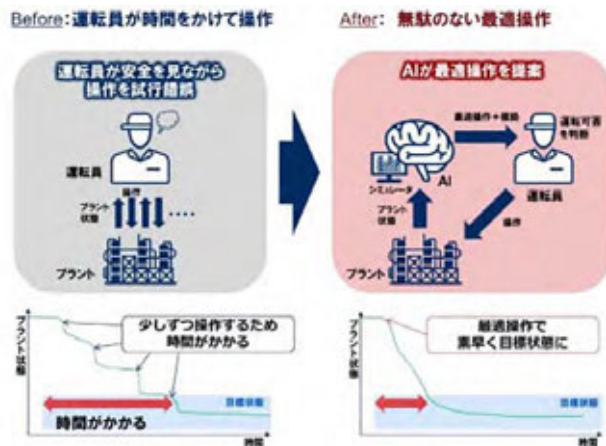 Before:運転員が時間をかけて操作
After: 無駄のない最適操作
運転員が安全を見ながら
操作を試行錯誤
運転員
操作
プラント
状態
････
プラント
AIが最適操作を提案
最適操作+根拠
運転可否
を判断
シミュレータ
AI
運転員
プラント
状態
操作
プラント
プラント状態
少しずつ操作するため
時間がかかる
目標状態
時間がかかる
時間
プラント状態
最適操作で
素早く目標状態に
目標状態
時間